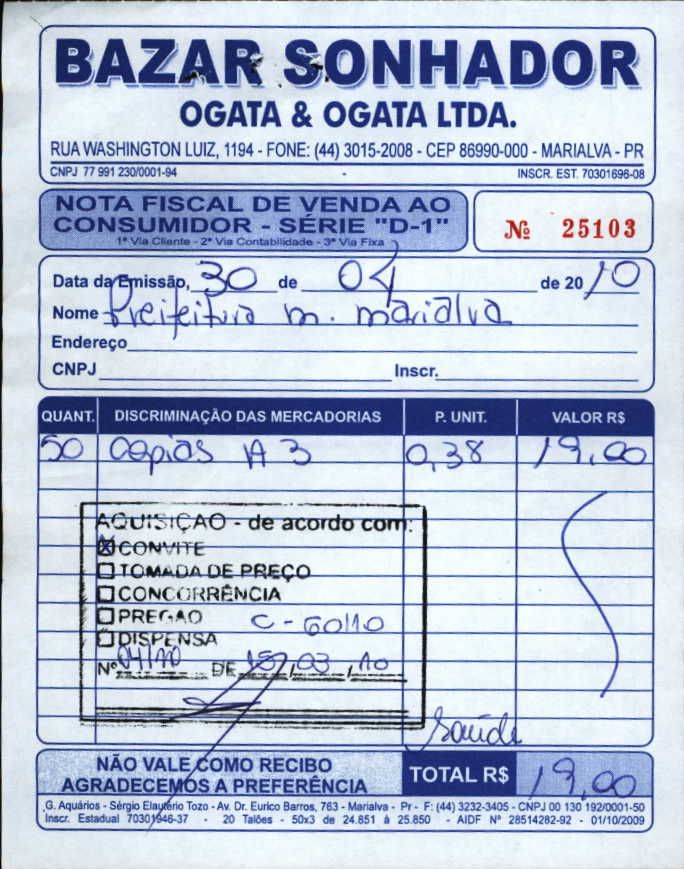 BAZAR SONHADOR
OGATA & OGATA LTDA.
RUA WASHINGTON LUIZ, 1194 - FONE: (44) 3015-2008 - CEP 86990-000 - MARIALVA - PR
CNPJ 77 991 230/0001-94 - INSCR. EST. 70301696-08
NOTA FISCAL DE VENDA AO
CONSUMIDOR - SÉRIE "D-1"
1ª Via Cliente - 2ª Via Contabilidade - 3ª Via Fixa
Nº 25103
Data da Emissão, 30 de 04 de 2010
Nome Prefeitura m. marialva
Endereço
CNPJ Inscr.
QUANT. DISCRIMINAÇÃO DAS MERCADORIAS P. UNIT. VALOR R$
50 Copias A3 0,38 19,00
AQUISIÇÃO - de acordo com:
CONVITE
TOMADA DE PREÇO
CONCORRÊNCIA
PREGÃO C - 60110
DISPENSA
Nº 04/10 DE 15/03/10
Saúde
NÃO VALE COMO RECIBO
AGRADECEMOS A PREFERÊNCIA
TOTAL R$ 19,00
G. Aquários - Sérgio Elautério Tozo - Av. Dr. Eurico Barros, 763 - Marialva - Pr - F: (44) 3232-3405 - CNPJ 00 130 192/0001-50
Inscr. Estadual 70301946-37 - 20 Talões - 50x3 de 24.851 à 25.850 - AIDF Nº 28514282-92 - 01/10/2009